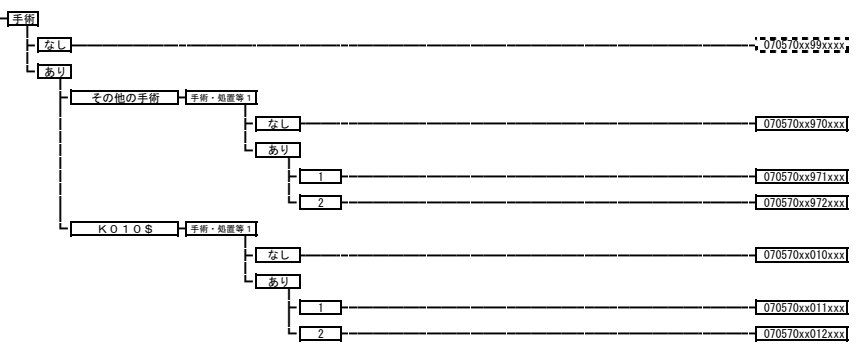 手術
なし 070570xx99xxxx
あり
その他の手術 手術・処置等1
なし 070570xx970xxx
あり
1 070570xx971xxx
2 070570xx972xxx
K010$ 手術・処置等1
なし 070570xx010xxx
あり
1 070570xx011xxx
2 070570xx012xxx